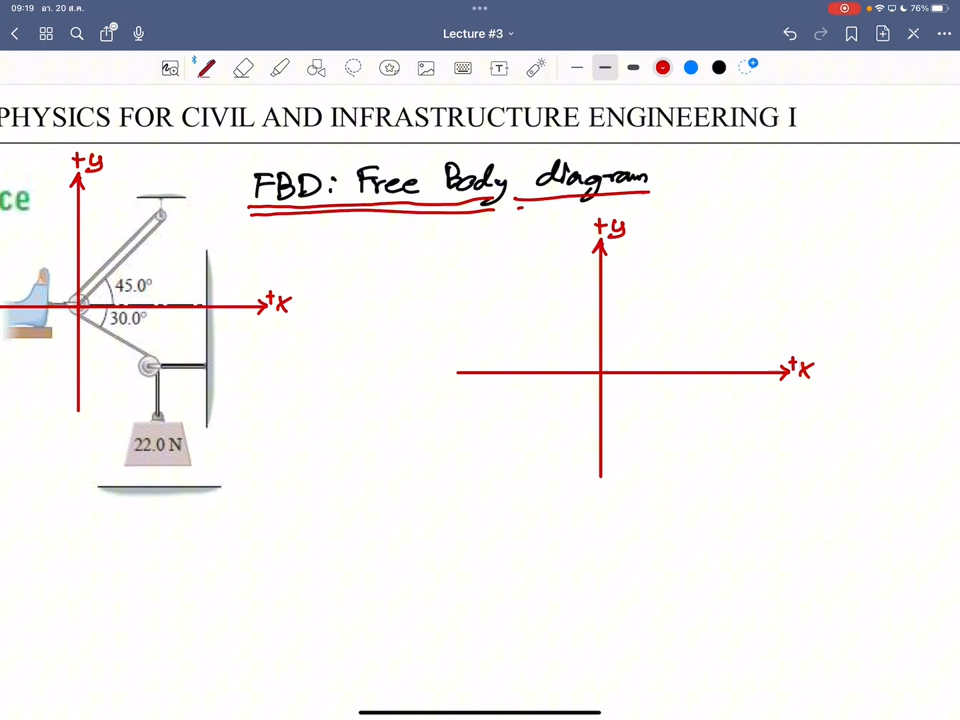 09:19 อา. 20 ส.ค.
76%
Lecture #3
PHYSICS FOR CIVIL AND INFRASTRUCTURE ENGINEERING I
+y
ce
FBD: Free Body diagram
+y
45.0°
+x
30.0°
+x
22.0 N